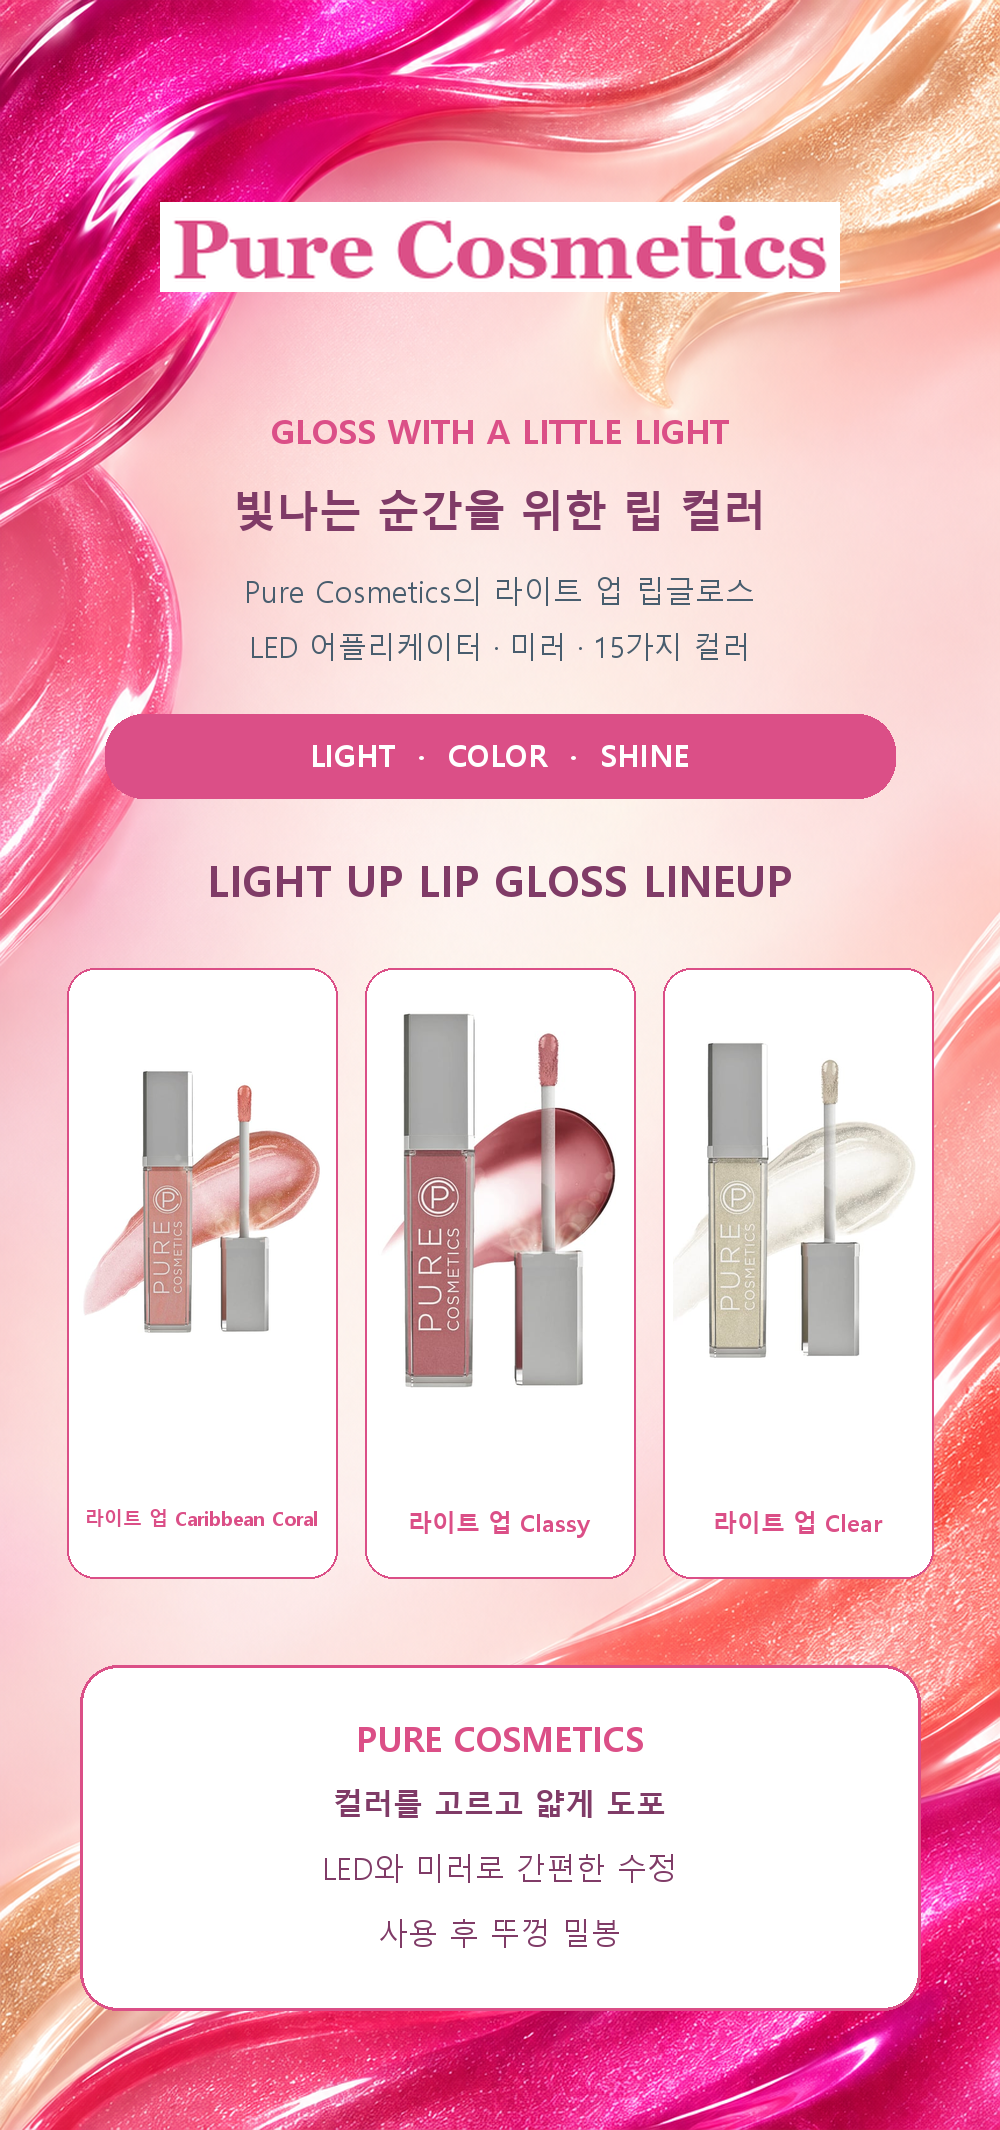 Pure Cosmetics
GLOSS WITH A LITTLE LIGHT
빛나는 순간을 위한 립 컬러
Pure Cosmetics의 라이트 업 립글로스
LED 어플리케이터 · 미러 · 15가지 컬러
LIGHT · COLOR · SHINE
LIGHT UP LIP GLOSS LINEUP
PURE COSMETICS
CP
PURE COSMETICS
CP
PURE COSMETICS
CP
라이트 업 Caribbean Coral
라이트 업 Classy
라이트 업 Clear
PURE COSMETICS
컬러를 고르고 얇게 도포
LED와 미러로 간편한 수정
사용 후 뚜껑 밀봉